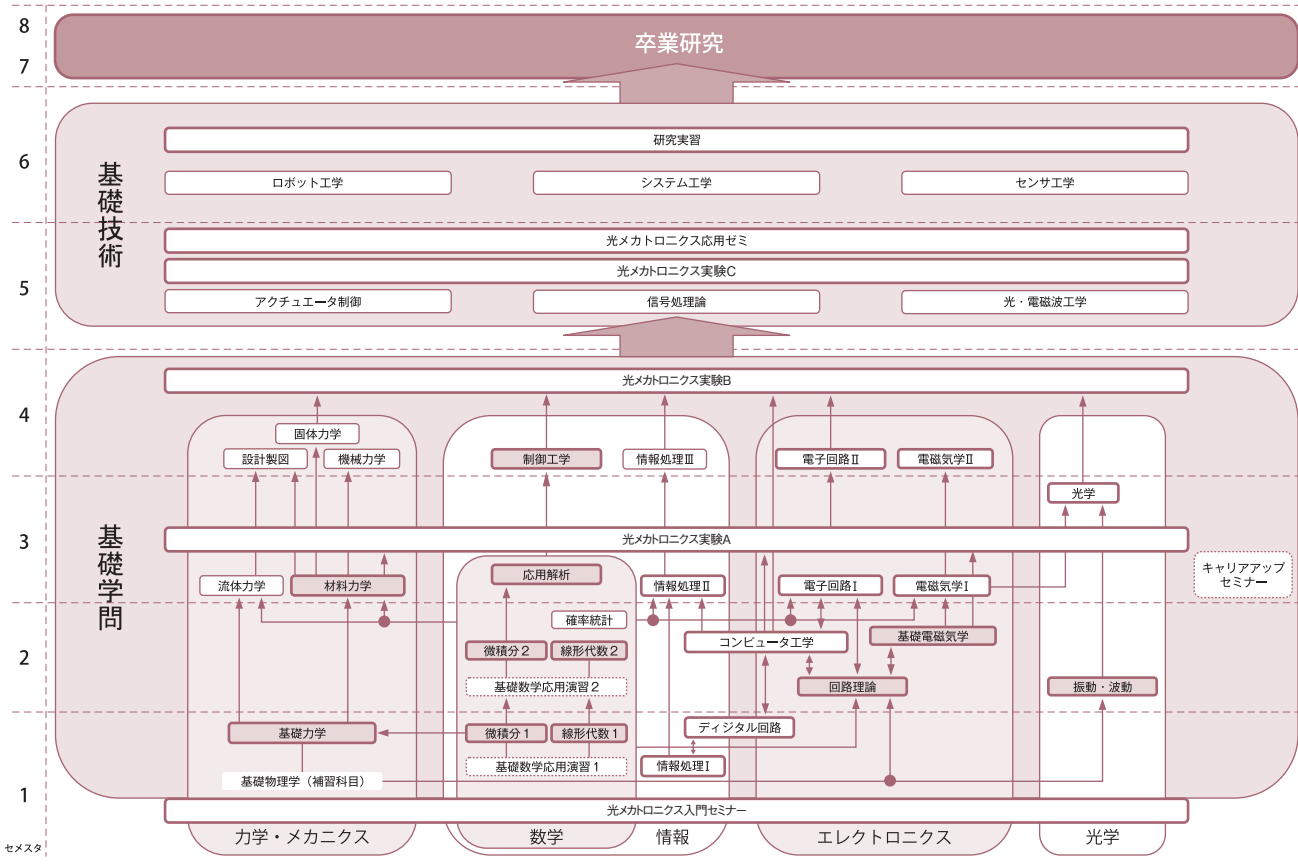 8
卒業研究
7
研究実習
6
基礎技術
ロボット工学
システム工学
センサ工学
光メカトロニクス応用ゼミ
光メカトロニクス実験C
5
アクチュエータ制御
信号処理論
光・電磁波工学
光メカトロニクス実験B
4
固体力学
設計製図
機械力学
制御工学
情報処理Ⅲ
電子回路Ⅱ
電磁気学Ⅱ
光学
基礎学問
3
光メカトロニクス実験A
キャリアアップ
セミナー
流体力学
材料力学
応用解析
情報処理Ⅱ
電子回路Ⅰ
電磁気学Ⅰ
確率統計
2
コンピュータ工学
基礎電磁気学
微積分2
線形代数2
基礎数学応用演習2
回路理論
振動・波動
基礎力学
微積分1
線形代数1
ディジタル回路
基礎数学応用演習1
情報処理Ⅰ
基礎物理学（補習科目）
1
光メカトロニクス入門セミナー
力学・メカニクス
数学
情報
エレクトロニクス
光学
セメスタ